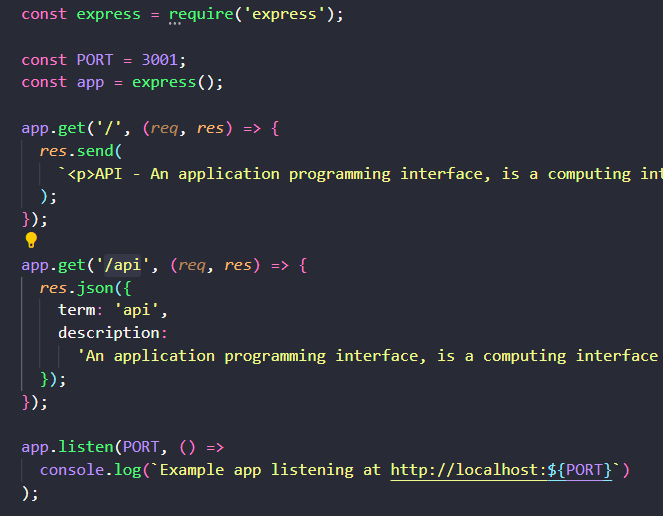 const express = require('express');
const PORT = 3001;
const app = express();
app.get('/', (req, res) => {
res.send(
`<p>API - An application programming interface, is a computing
);
});
app.get('/api', (req, res) => {
res.json({
term: 'api',
description:
'An application programming interface, is a computing interface
});
});
app.listen(PORT, () =>
console.log(`Example app listening at http://localhost:${PORT}`)
);